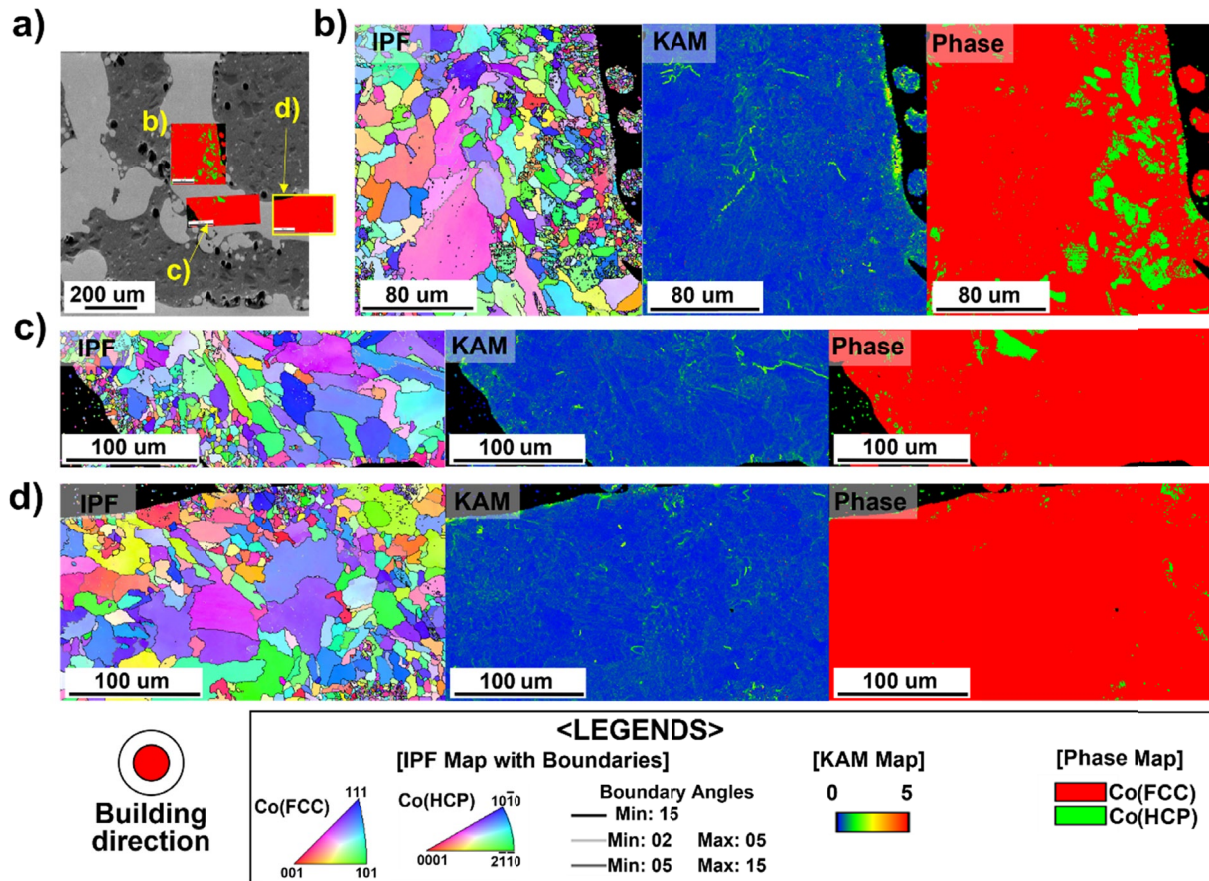 a)
b)
d)
c)
200 um
b)
IPF
KAM
Phase
80 um
80 um
80 um
c)
IPF
KAM
Phase
100 um
100 um
100 um
d)
IPF
KAM
Phase
100 um
100 um
100 um
Building
direction
<LEGENDS>
[IPF Map with Boundaries]
Co(FCC)
111
001
101
Co(HCP)
101̅0
0001
21̅1̅0
Boundary Angles
Min: 15
Min: 02 Max: 05
Min: 05 Max: 15
[KAM Map]
0
5
[Phase Map]
Co(FCC)
Co(HCP)